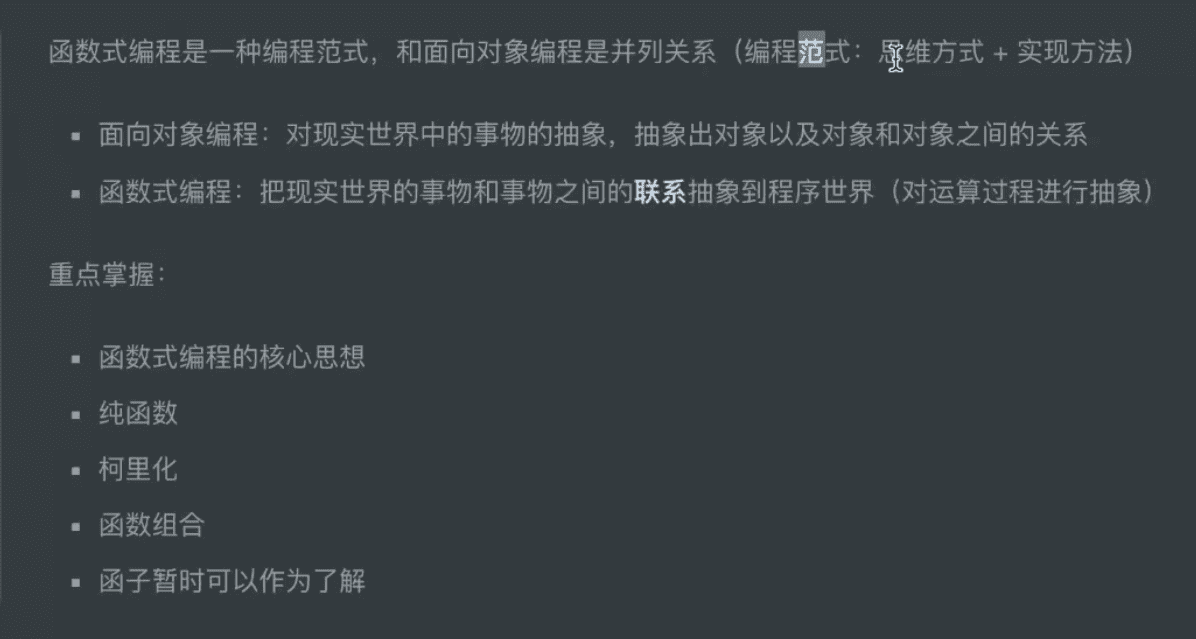 函数式编程是一种编程范式，和面向对象编程是并列关系（编程范式：思维方式 + 实现方法）
▪ 面向对象编程：对现实世界中的事物的抽象，抽象出对象以及对象和对象之间的关系
▪ 函数式编程：把现实世界的事物和事物之间的联系抽象到程序世界（对运算过程进行抽象）
重点掌握：
▪ 函数式编程的核心思想
▪ 纯函数
▪ 柯里化
▪ 函数组合
▪ 函子暂时可以作为了解